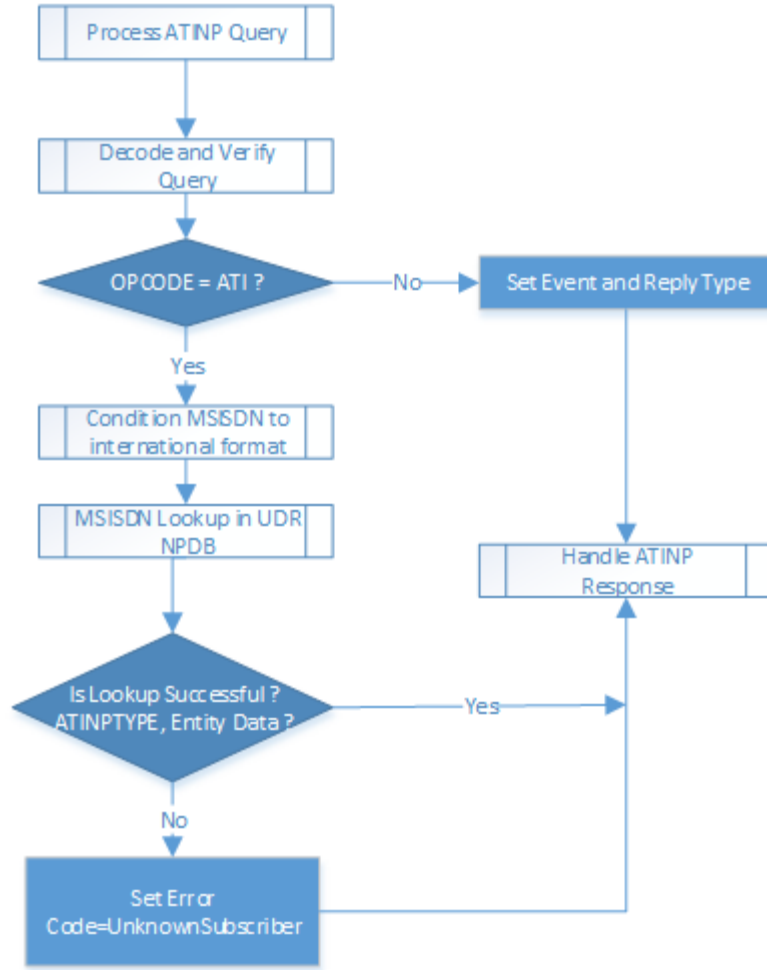 Process ATINP Query
Decode and Verify
Query
OPCODE = ATI ?
No
Set Event and Reply Type
Yes
Condition MSISDN to
international format
MSISDN Lookup in UDR
NPDB
Handle ATINP
Response
Is Lookup Successful ?
ATINPTYPE, Entity Data ?
Yes
No
Set Error
Code=UnknownSubscriber